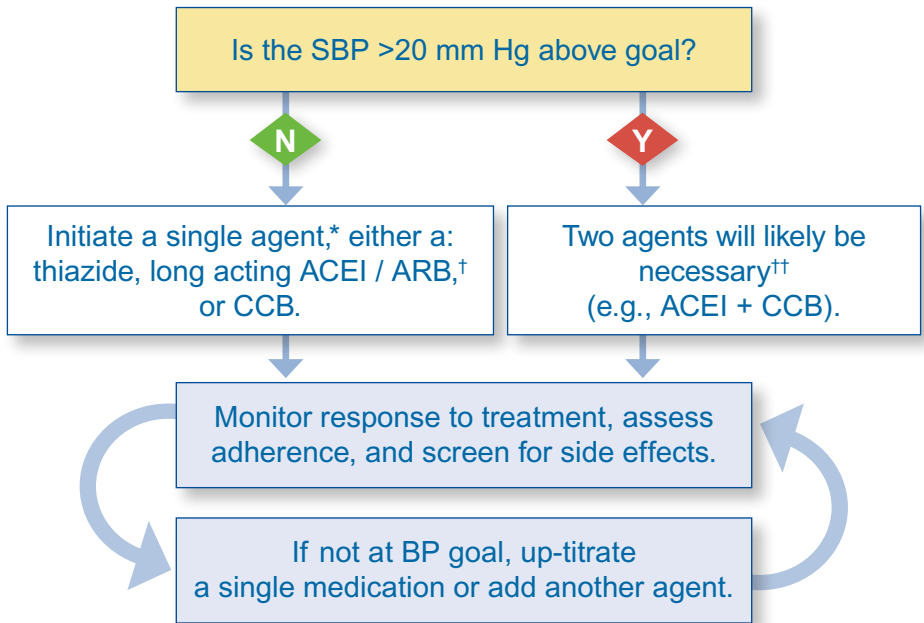 Is the SBP >20 mm Hg above goal?
N
Y
Initiate a single agent,* either a:
thiazide, long acting ACEI / ARB,†
or CCB.
Two agents will likely be
necessary††
(e.g., ACEI + CCB).
Monitor response to treatment, assess
adherence, and screen for side effects.
If not at BP goal, up-titrate
a single medication or add another agent.